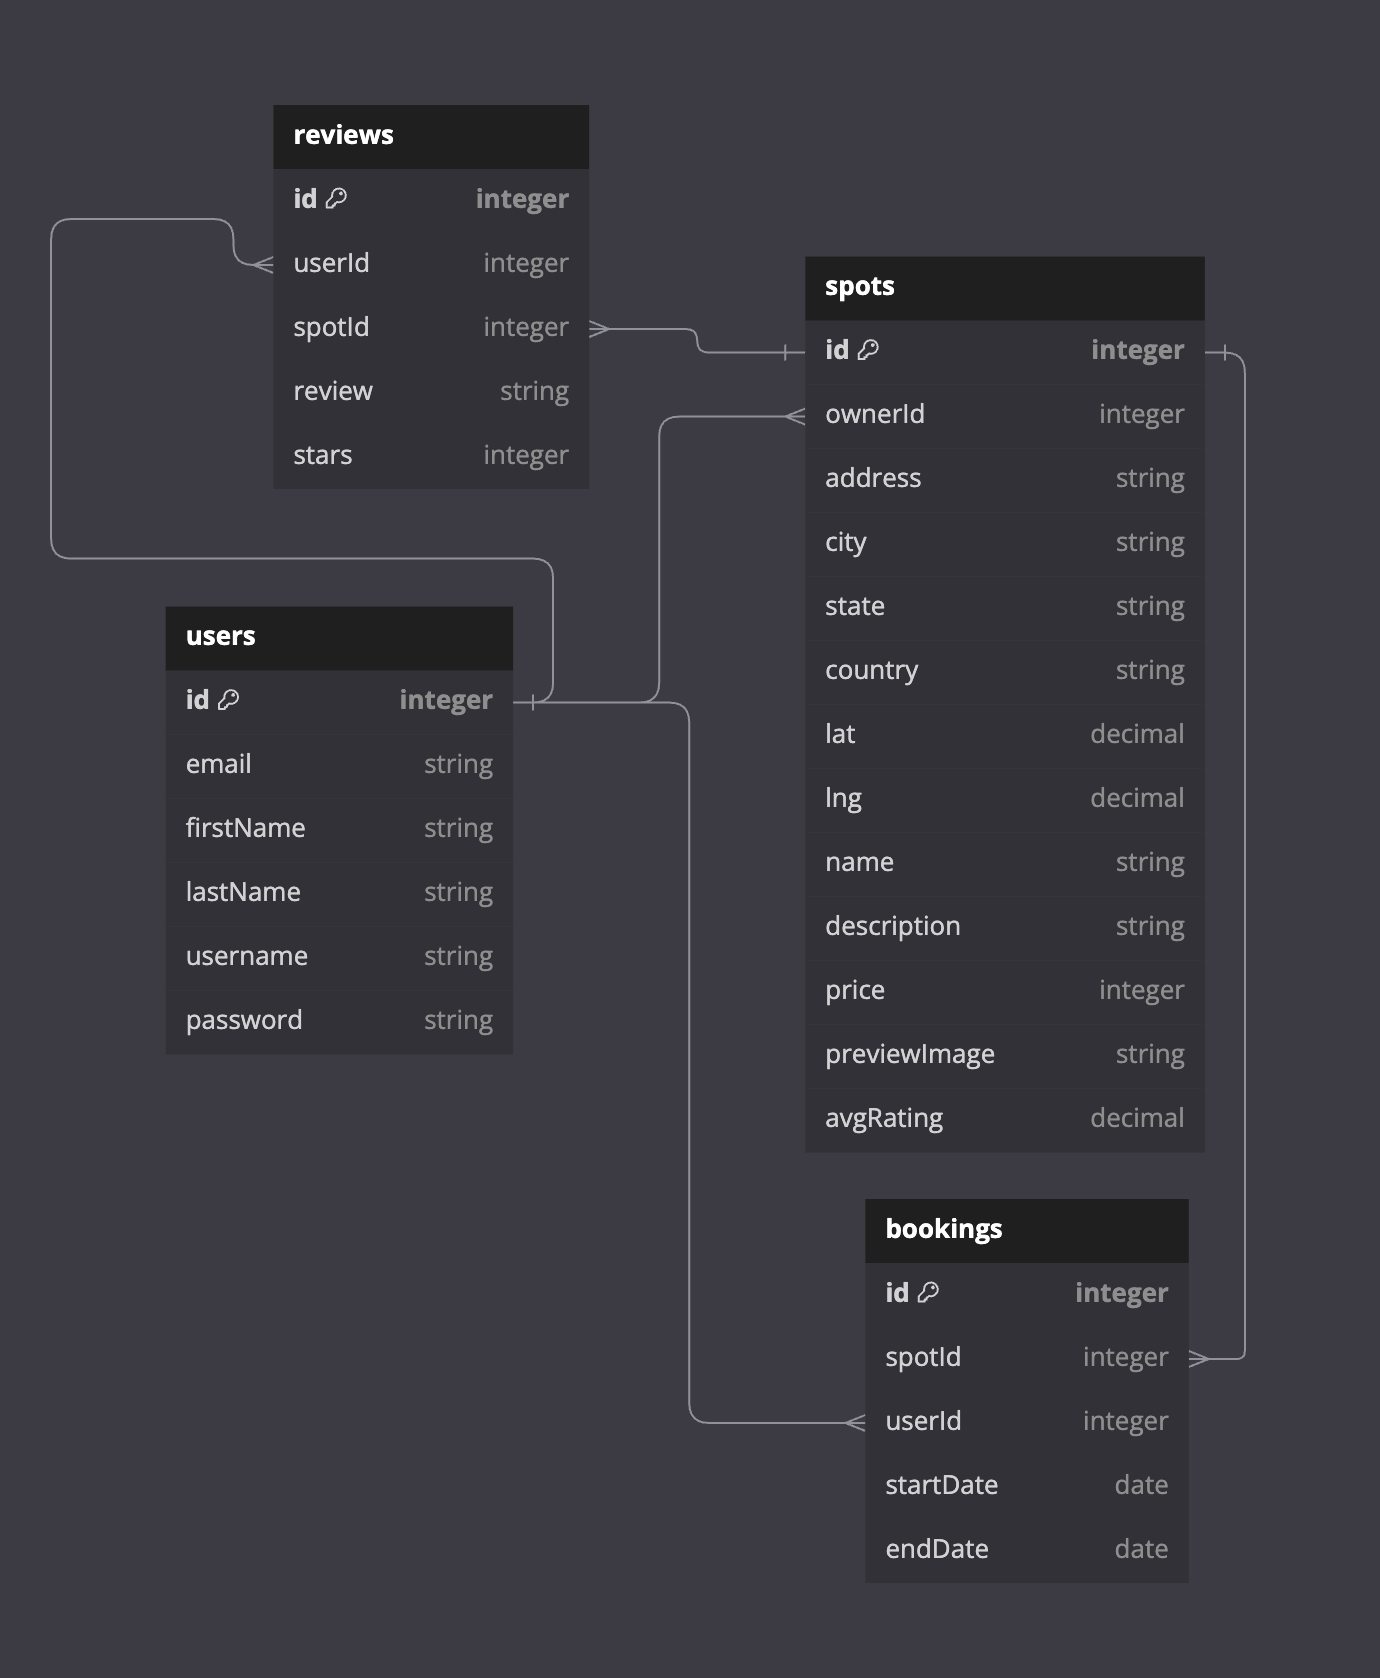 reviews
id integer
userId integer
spotId integer
review string
stars integer
spots
id integer
ownerId integer
address string
city string
state string
country string
lat decimal
lng decimal
name string
description string
price integer
previewImage string
avgRating decimal
users
id integer
email string
firstName string
lastName string
username string
password string
bookings
id integer
spotId integer
userId integer
startDate date
endDate date